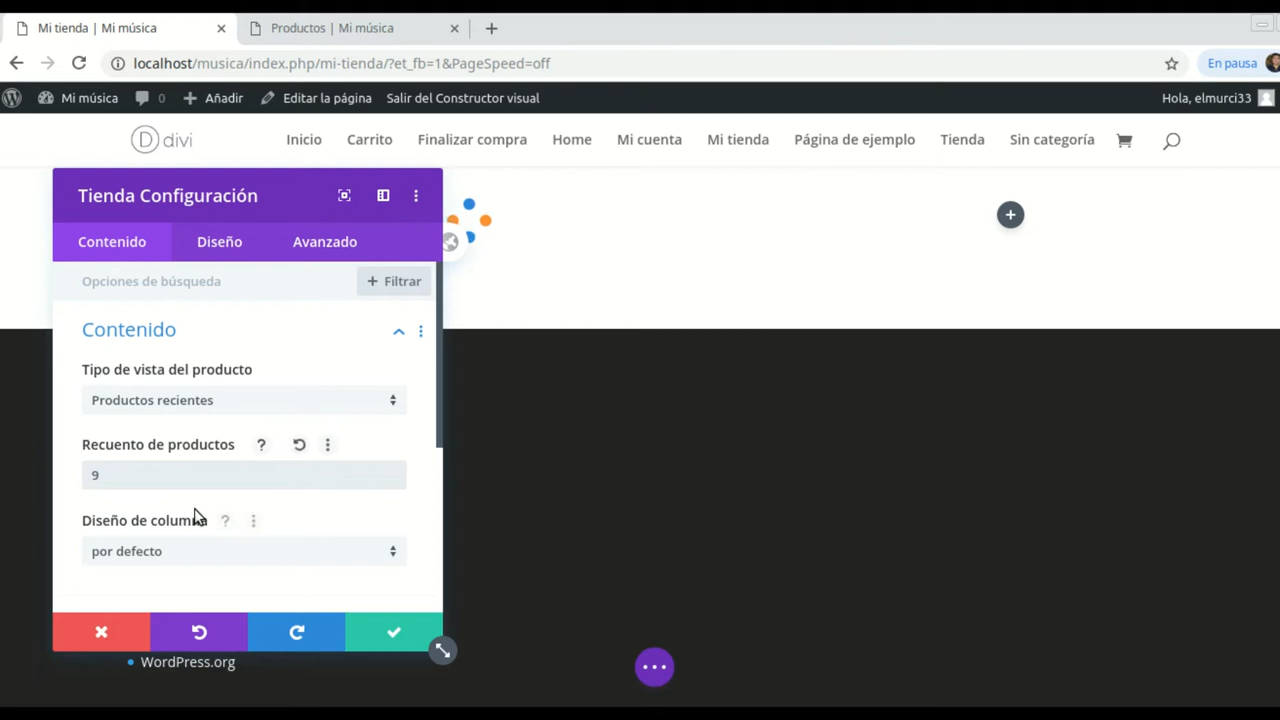 Mi tienda | Mi música
Productos | Mi música
localhost/musica/index.php/mi-tienda/?et_fb=1&PageSpeed=off
En pausa
Mi música
0
Añadir
Editar la página
Salir del Constructor visual
Hola, elmurci33
D divi
Inicio
Carrito
Finalizar compra
Home
Mi cuenta
Mi tienda
Página de ejemplo
Tienda
Sin categoría
Tienda Configuración
Contenido
Diseño
Avanzado
Opciones de búsqueda
+ Filtrar
Contenido
Tipo de vista del producto
Productos recientes
Recuento de productos ?
9
Diseño de column ?
por defecto
WordPress.org